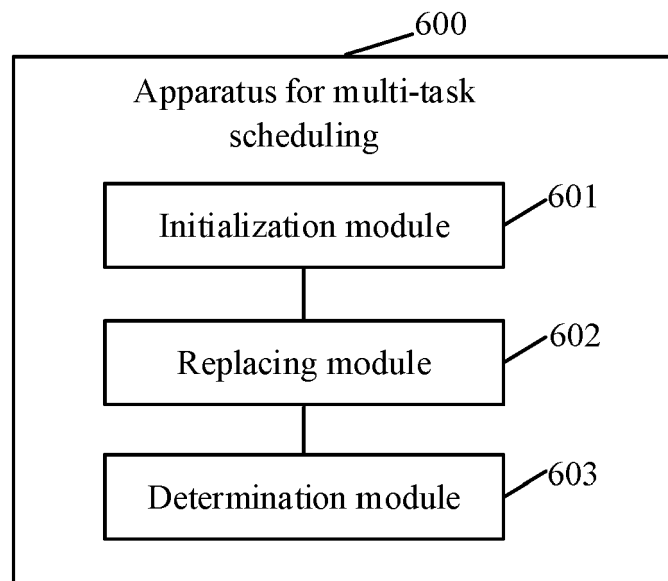 600
Apparatus for multi-task
scheduling
601
Initialization module
602
Replacing module
603
Determination module